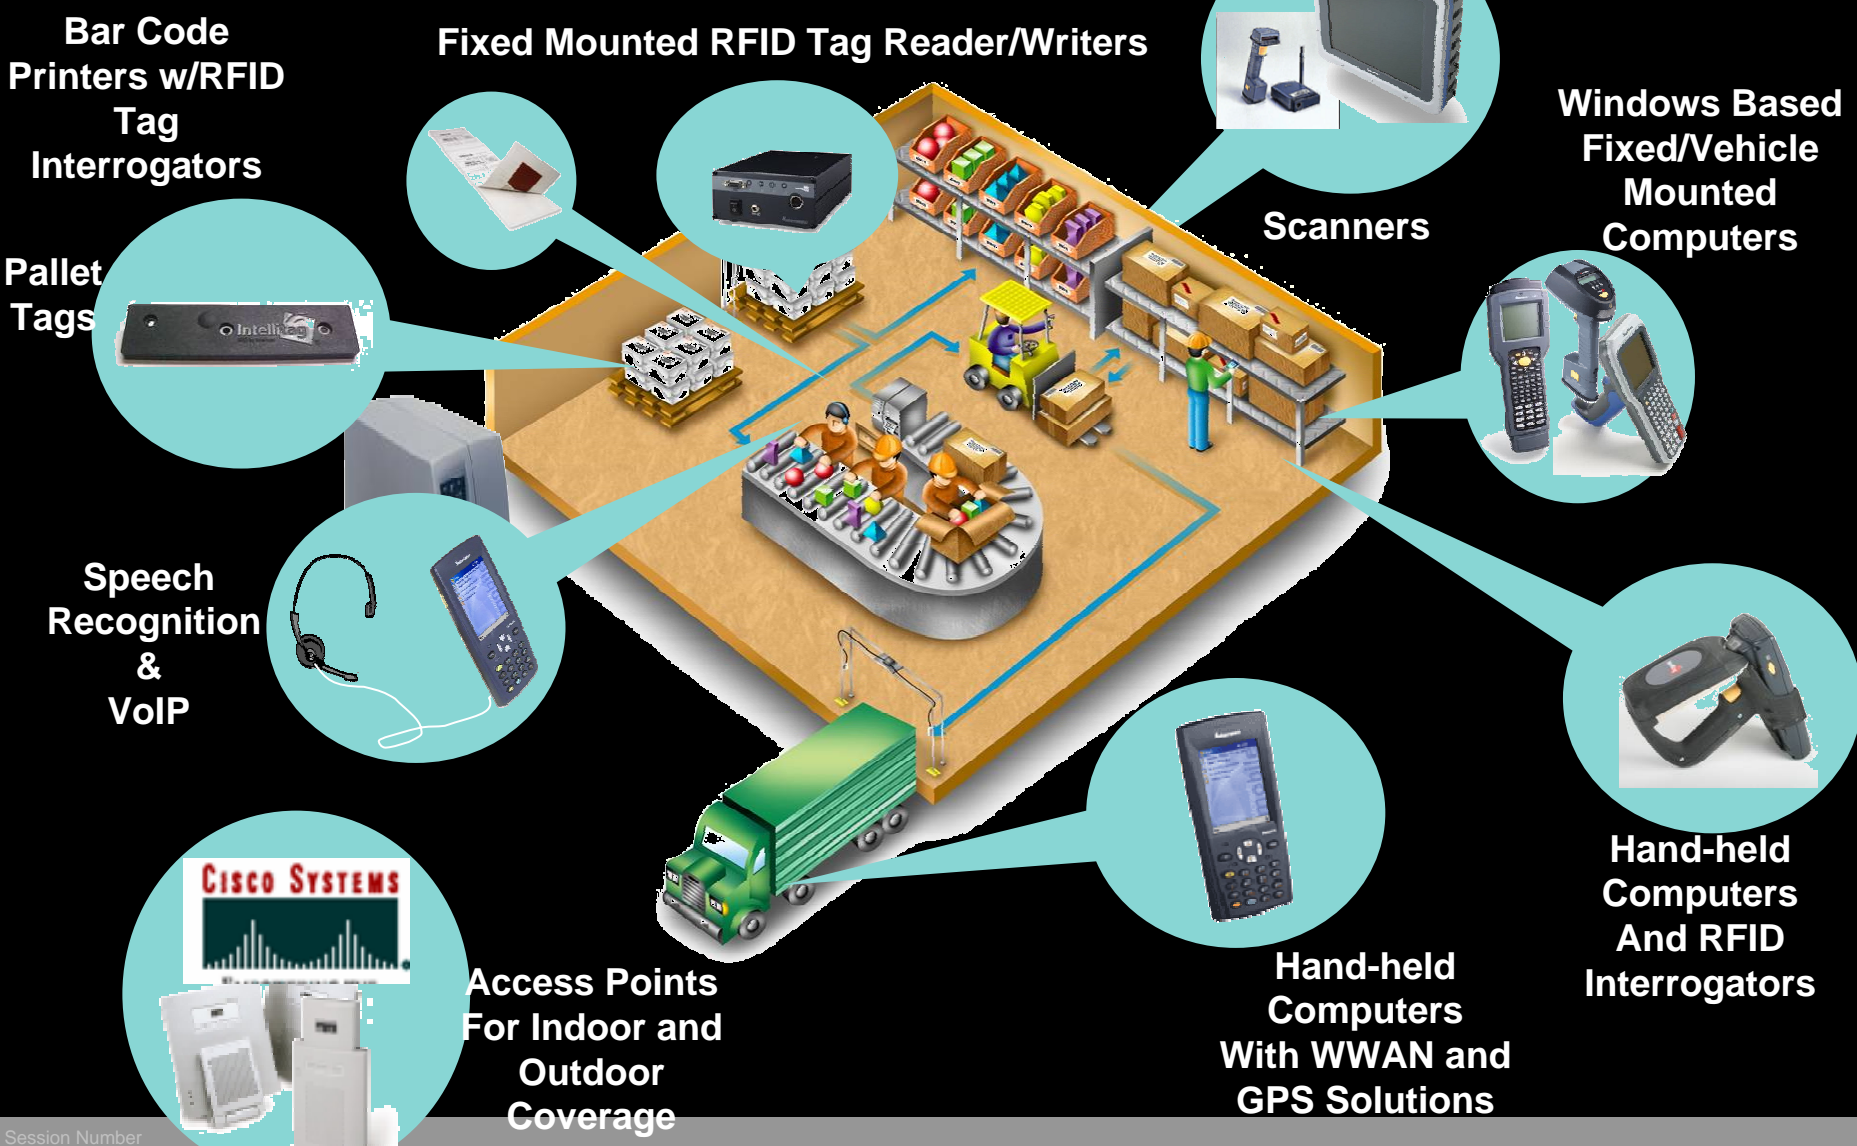 Bar Code
Printers w/RFID
Tag
Interrogators
Fixed Mounted RFID Tag Reader/Writers
Windows Based
Fixed/Vehicle
Mounted
Computers
Scanners
Pallet
Tags
Intellitag
Speech
Recognition
&
VoIP
CISCO SYSTEMS
Access Points
For Indoor and
Outdoor
Coverage
Hand-held
Computers
With WWAN and
GPS Solutions
Hand-held
Computers
And RFID
Interrogators
Session Number